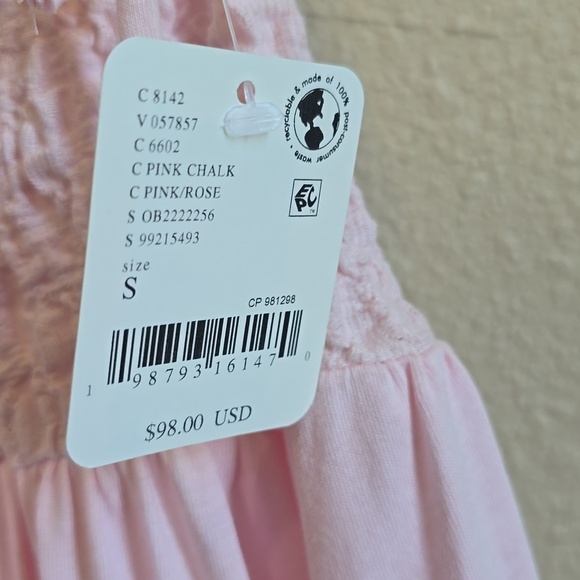 C 8142
V 057857
C 6602
C PINK CHALK
C PINK/ROSE
S OB2222256
S 99215493
size
S
recyclable & made of 100% post-consumer waste •
EPC™
CP 981298
1 98793 16147 0
$98.00 USD